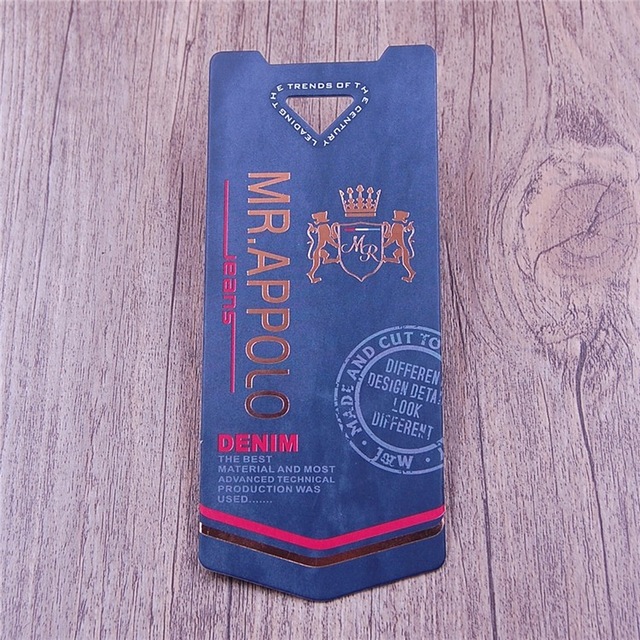 LEADING THE TRENDS OF THE CENTURY
MR.APPOLO
Jeans
MR
MADE AND CUT TO
DIFFEREN
DESIGN DETA
LOOK
DIFFERENT
DENIM
THE BEST
MATERIAL AND MOST
ADVANCED TECHNICAL
PRODUCTION WAS
USED.......